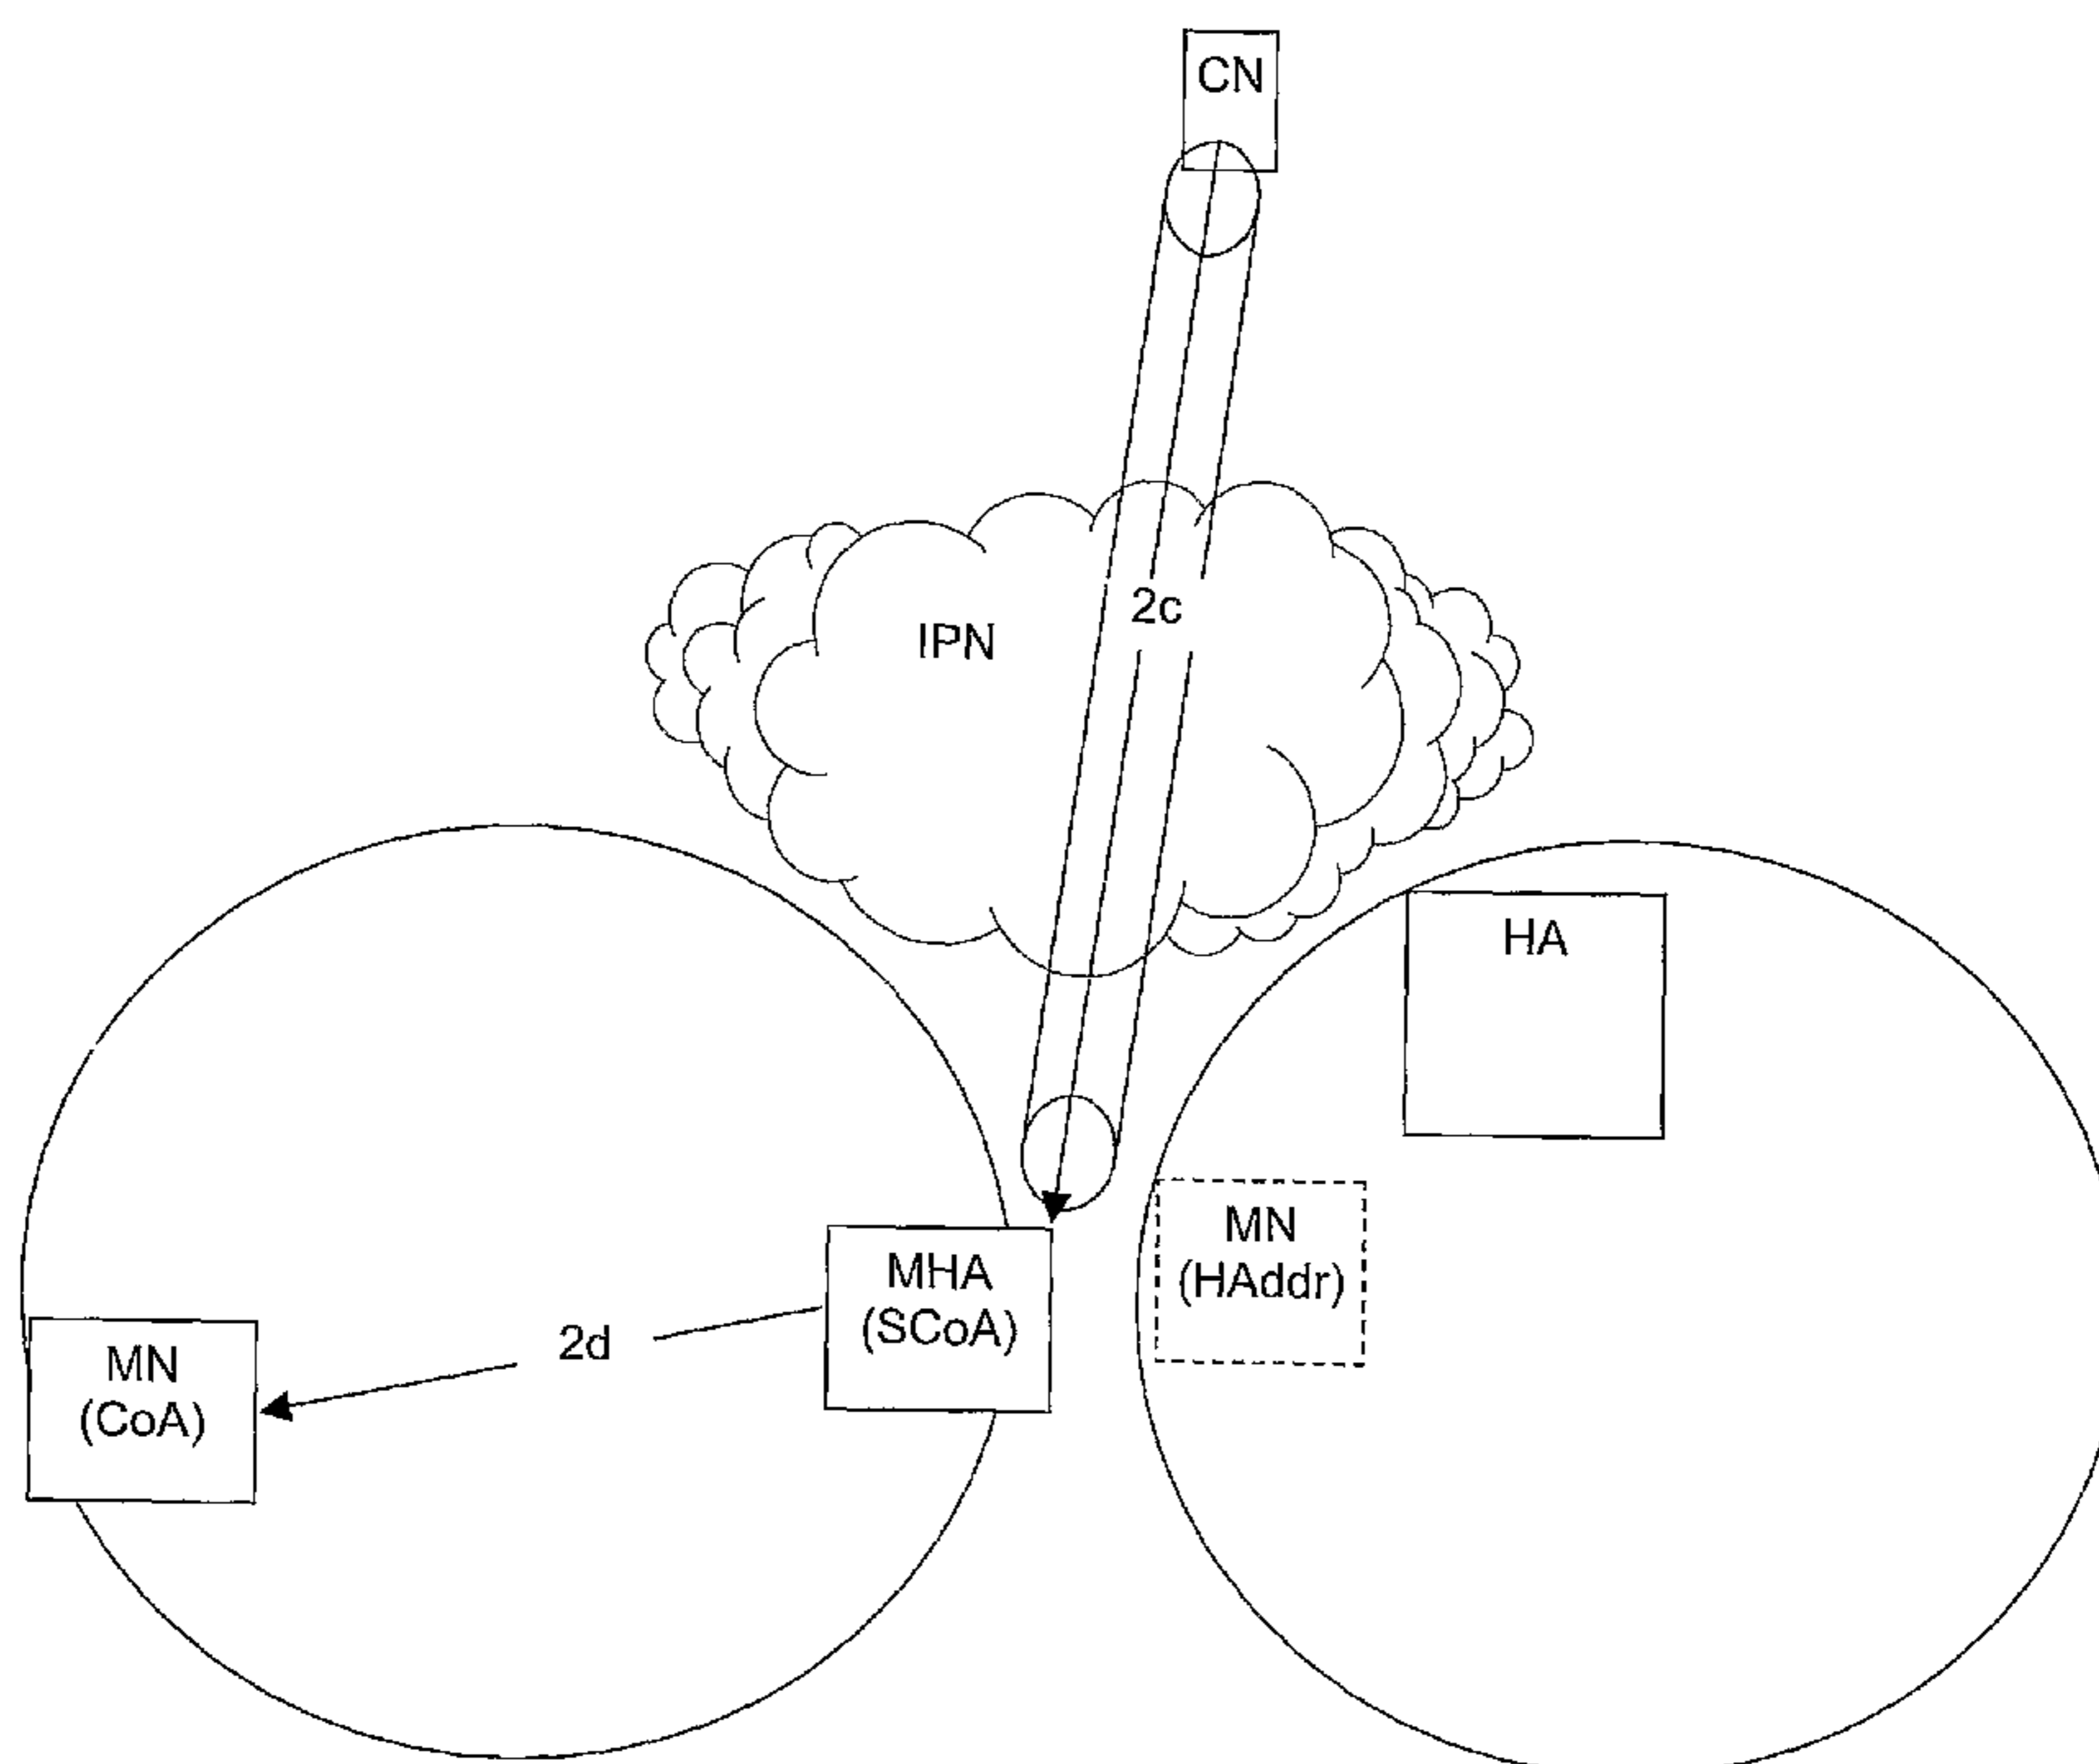 CN
2c
IPN
HA
MN
(HAddr)
MHA
(SCoA)
2d
MN
(CoA)